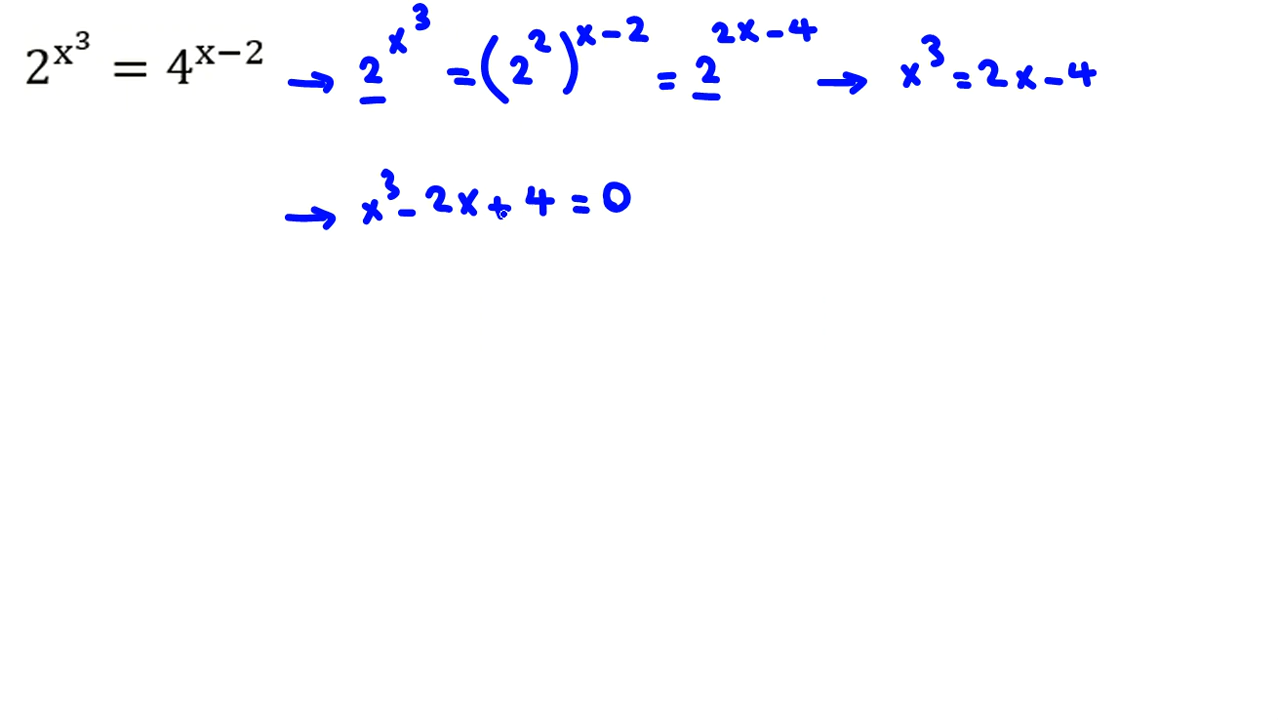 2^{x^3} = 4^{x−2} → 2^{x^3} = (2^2)^{x−2} = 2^{2x−4} → x^3 = 2x − 4
→ x^3 − 2x + 4 = 0